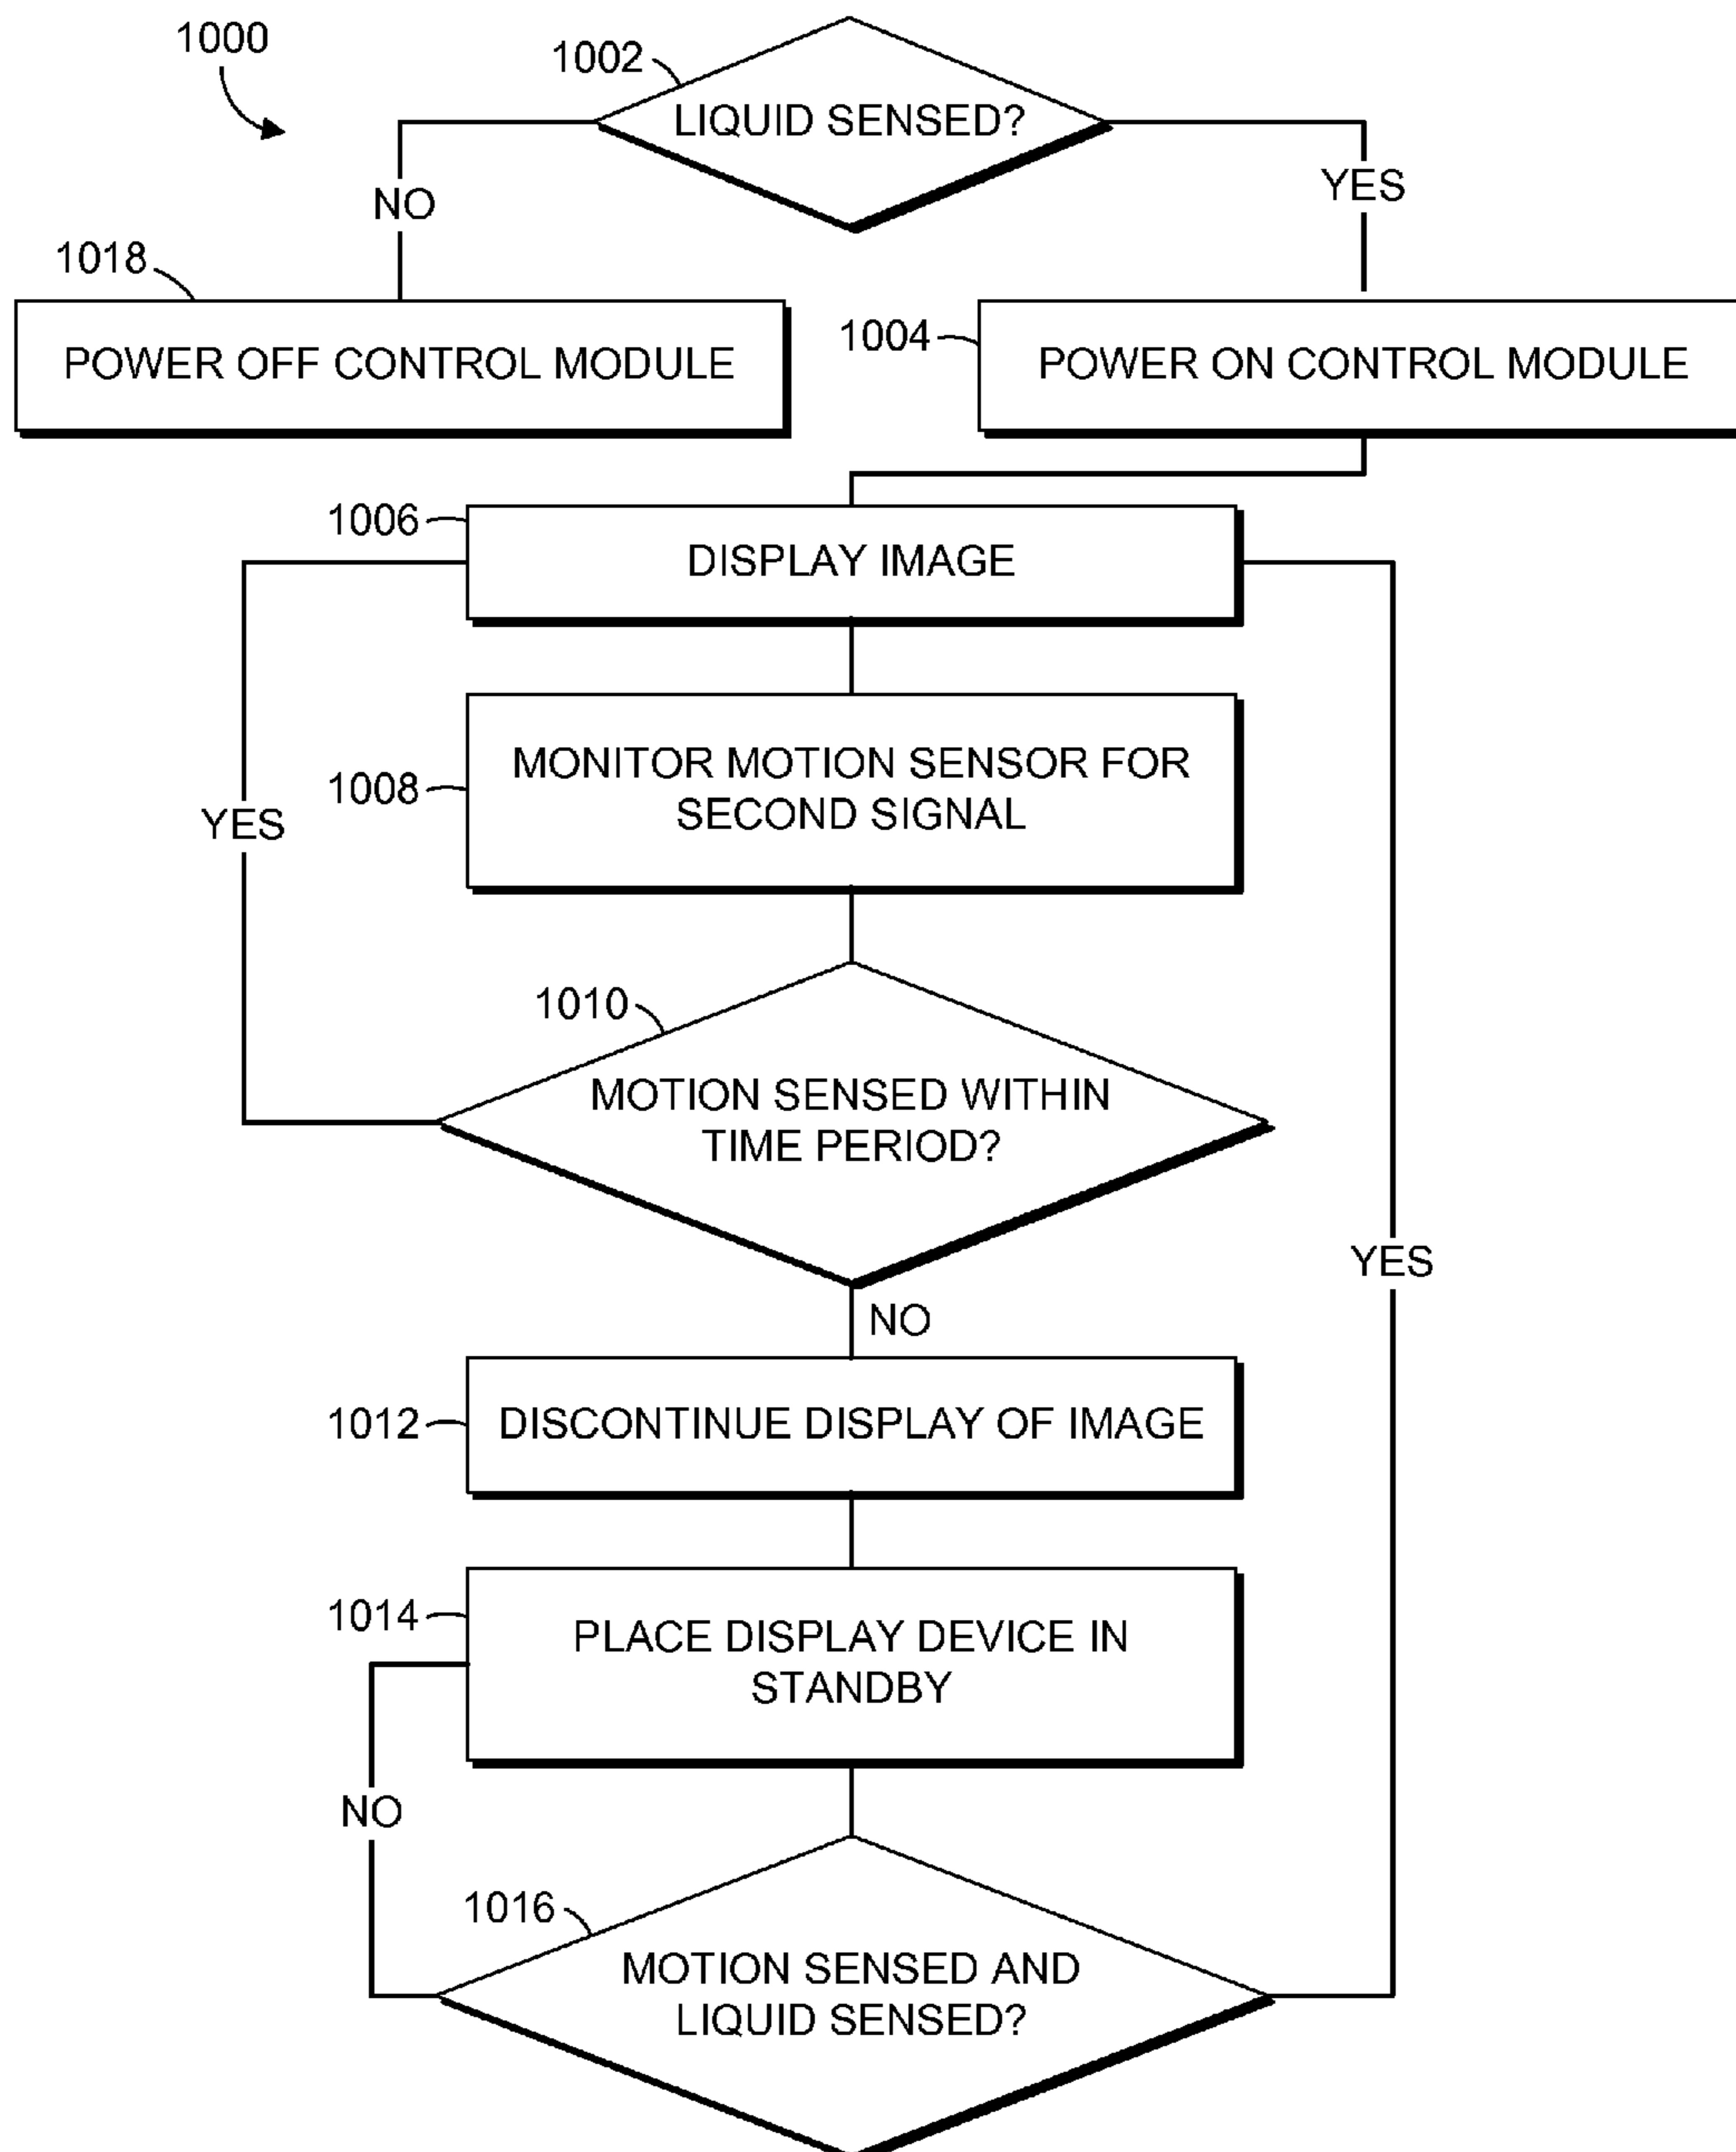 1000
1002
LIQUID SENSED?
NO
YES
1018
POWER OFF CONTROL MODULE
1004
POWER ON CONTROL MODULE
1006
DISPLAY IMAGE
1008
MONITOR MOTION SENSOR FOR
SECOND SIGNAL
YES
1010
MOTION SENSED WITHIN
TIME PERIOD?
YES
NO
1012
DISCONTINUE DISPLAY OF IMAGE
1014
PLACE DISPLAY DEVICE IN
STANDBY
NO
1016
MOTION SENSED AND
LIQUID SENSED?